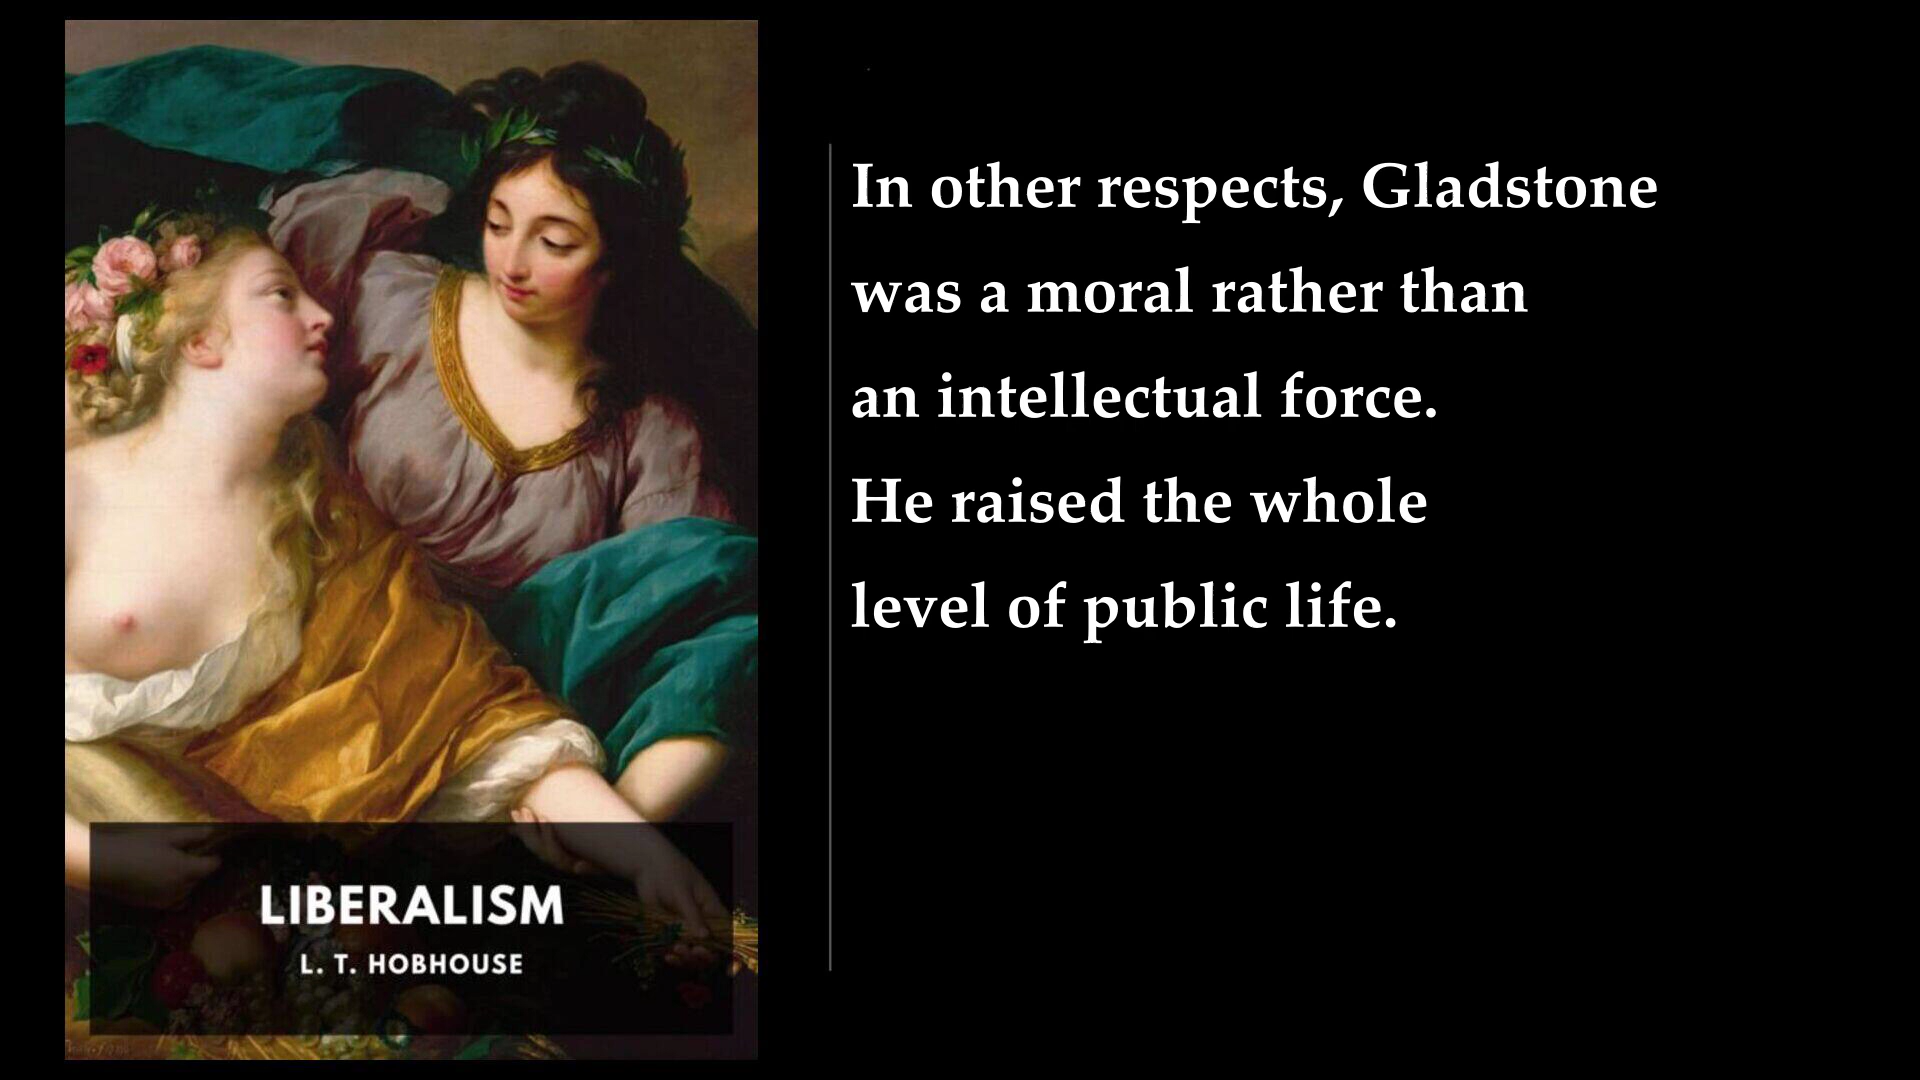 In other respects, Gladstone
was a moral rather than
an intellectual force.
He raised the whole
level of public life.
LIBERALISM
L. T. HOBHOUSE